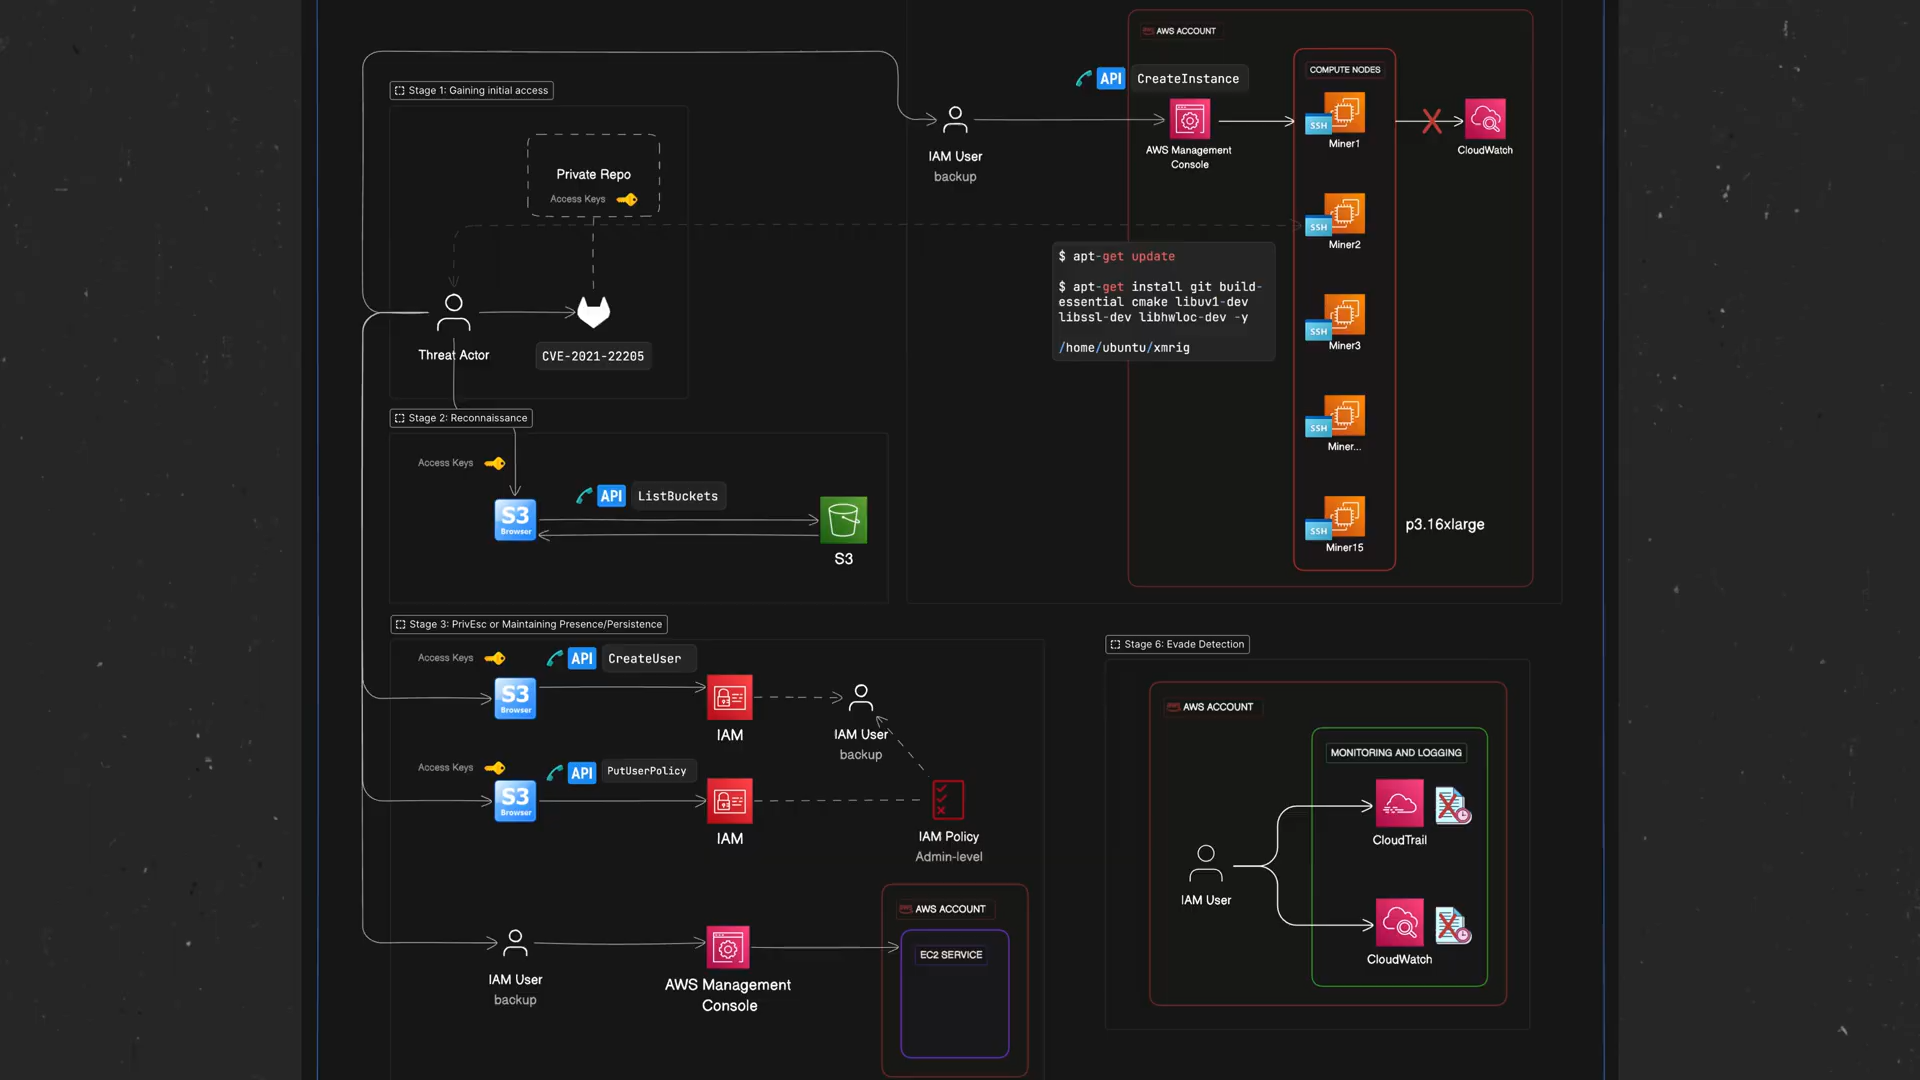 Stage 1: Gaining initial access
Private Repo
Access Keys
Threat Actor
CVE-2021-22205
Stage 2: Reconnaissance
Access Keys
S3
Browser
API
ListBuckets
S3
Stage 3: PrivEsc or Maintaining Presence/Persistence
Access Keys
API
CreateUser
S3
Browser
IAM
IAM User
backup
Access Keys
API
PutUserPolicy
S3
Browser
IAM
IAM Policy
Admin-level
IAM User
backup
AWS Management
Console
AWS ACCOUNT
EC2 SERVICE
IAM User
backup
AWS ACCOUNT
API
CreateInstance
AWS Management
Console
COMPUTE NODES
SSH
Miner1
CloudWatch
SSH
Miner2
$ apt-get update
$ apt-get install git build-
essential cmake libuv1-dev
libssl-dev libhwloc-dev -y
/home/ubuntu/xmrig
SSH
Miner3
SSH
Miner...
SSH
Miner15
p3.16xlarge
Stage 6: Evade Detection
AWS ACCOUNT
MONITORING AND LOGGING
CloudTrail
IAM User
CloudWatch